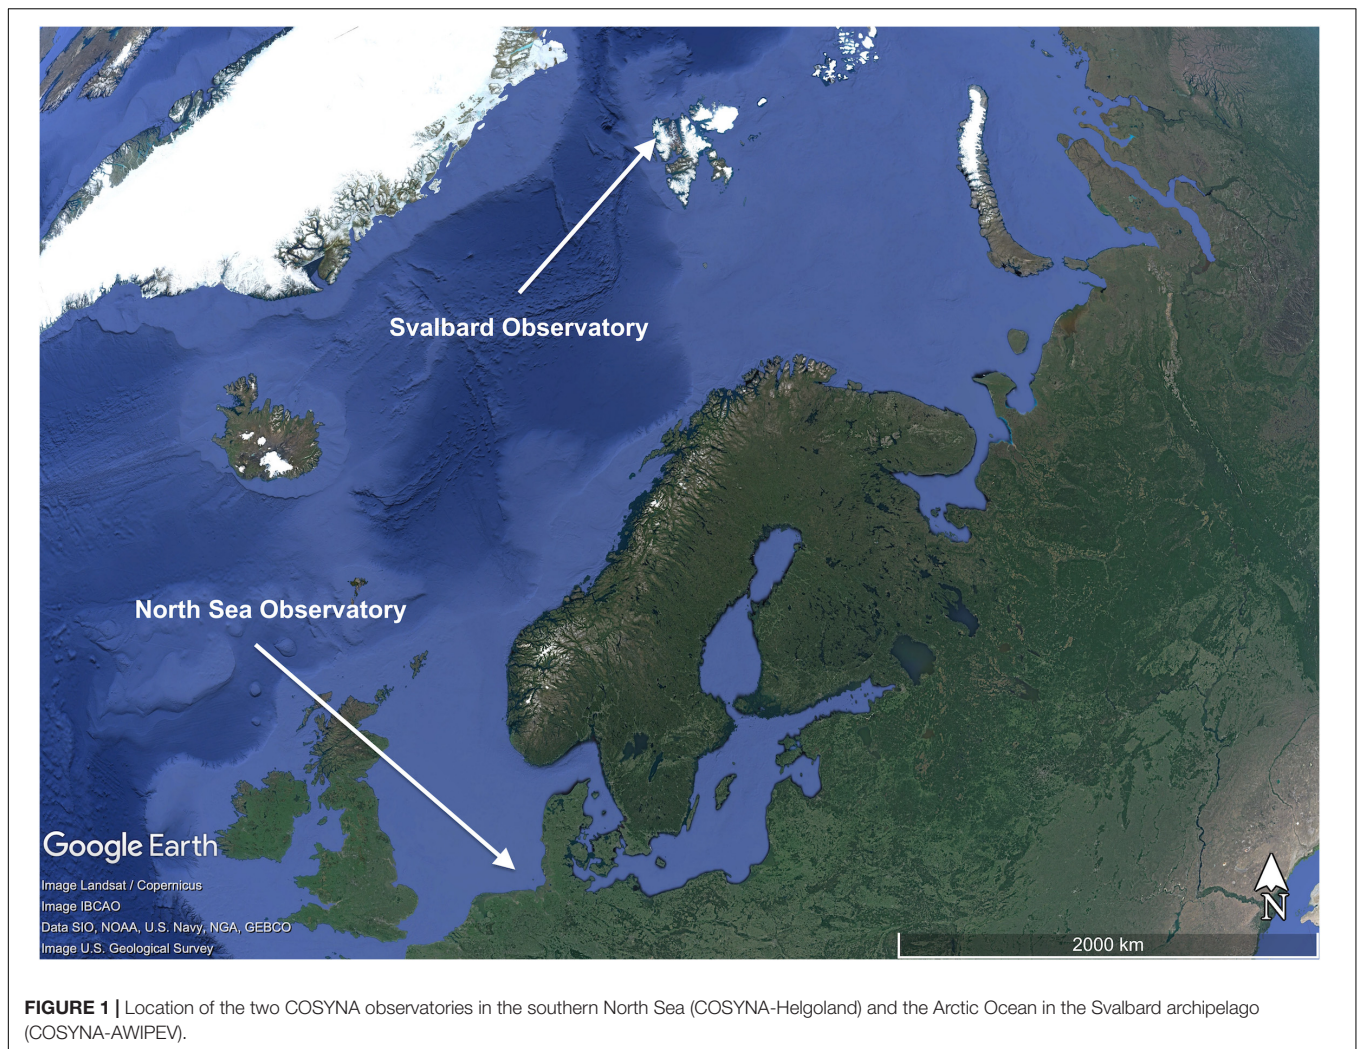 Svalbard Observatory
North Sea Observatory
Google Earth
Image Landsat / Copernicus
Image IBCAO
Data SIO, NOAA, U.S. Navy, NGA, GEBCO
Image U.S. Geological Survey
N
2000 km
FIGURE 1 | Location of the two COSYNA observatories in the southern North Sea (COSYNA-Helgoland) and the Arctic Ocean in the Svalbard archipelago
(COSYNA-AWIPEV).